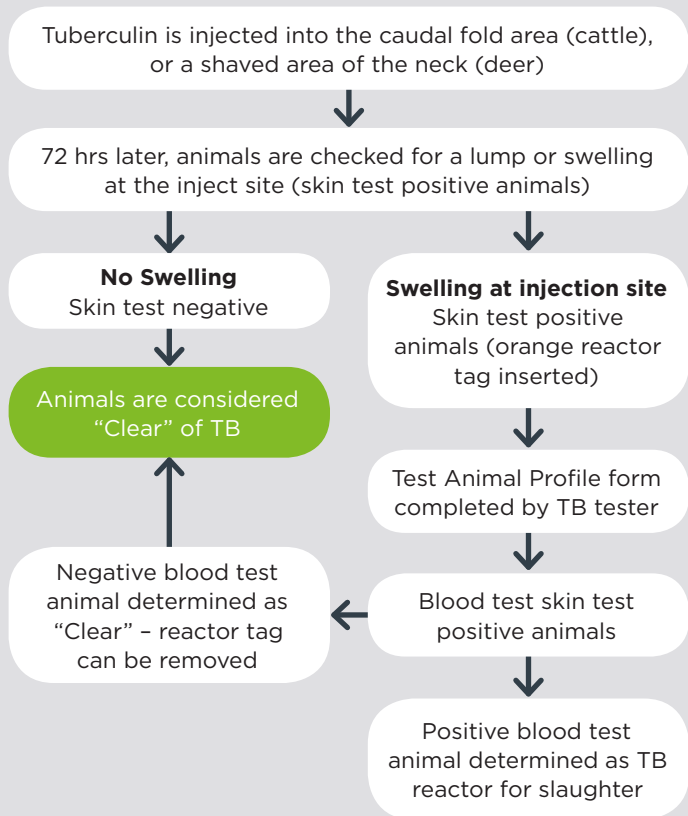 Tuberculin is injected into the caudal fold area (cattle),
or a shaved area of the neck (deer)
72 hrs later, animals are checked for a lump or swelling
at the inject site (skin test positive animals)
No Swelling
Skin test negative
Swelling at injection site
Skin test positive
animals (orange reactor
tag inserted)
Animals are considered
“Clear” of TB
Test Animal Profile form
completed by TB tester
Negative blood test
animal determined as
“Clear” – reactor tag
can be removed
Blood test skin test
positive animals
Positive blood test
animal determined as TB
reactor for slaughter